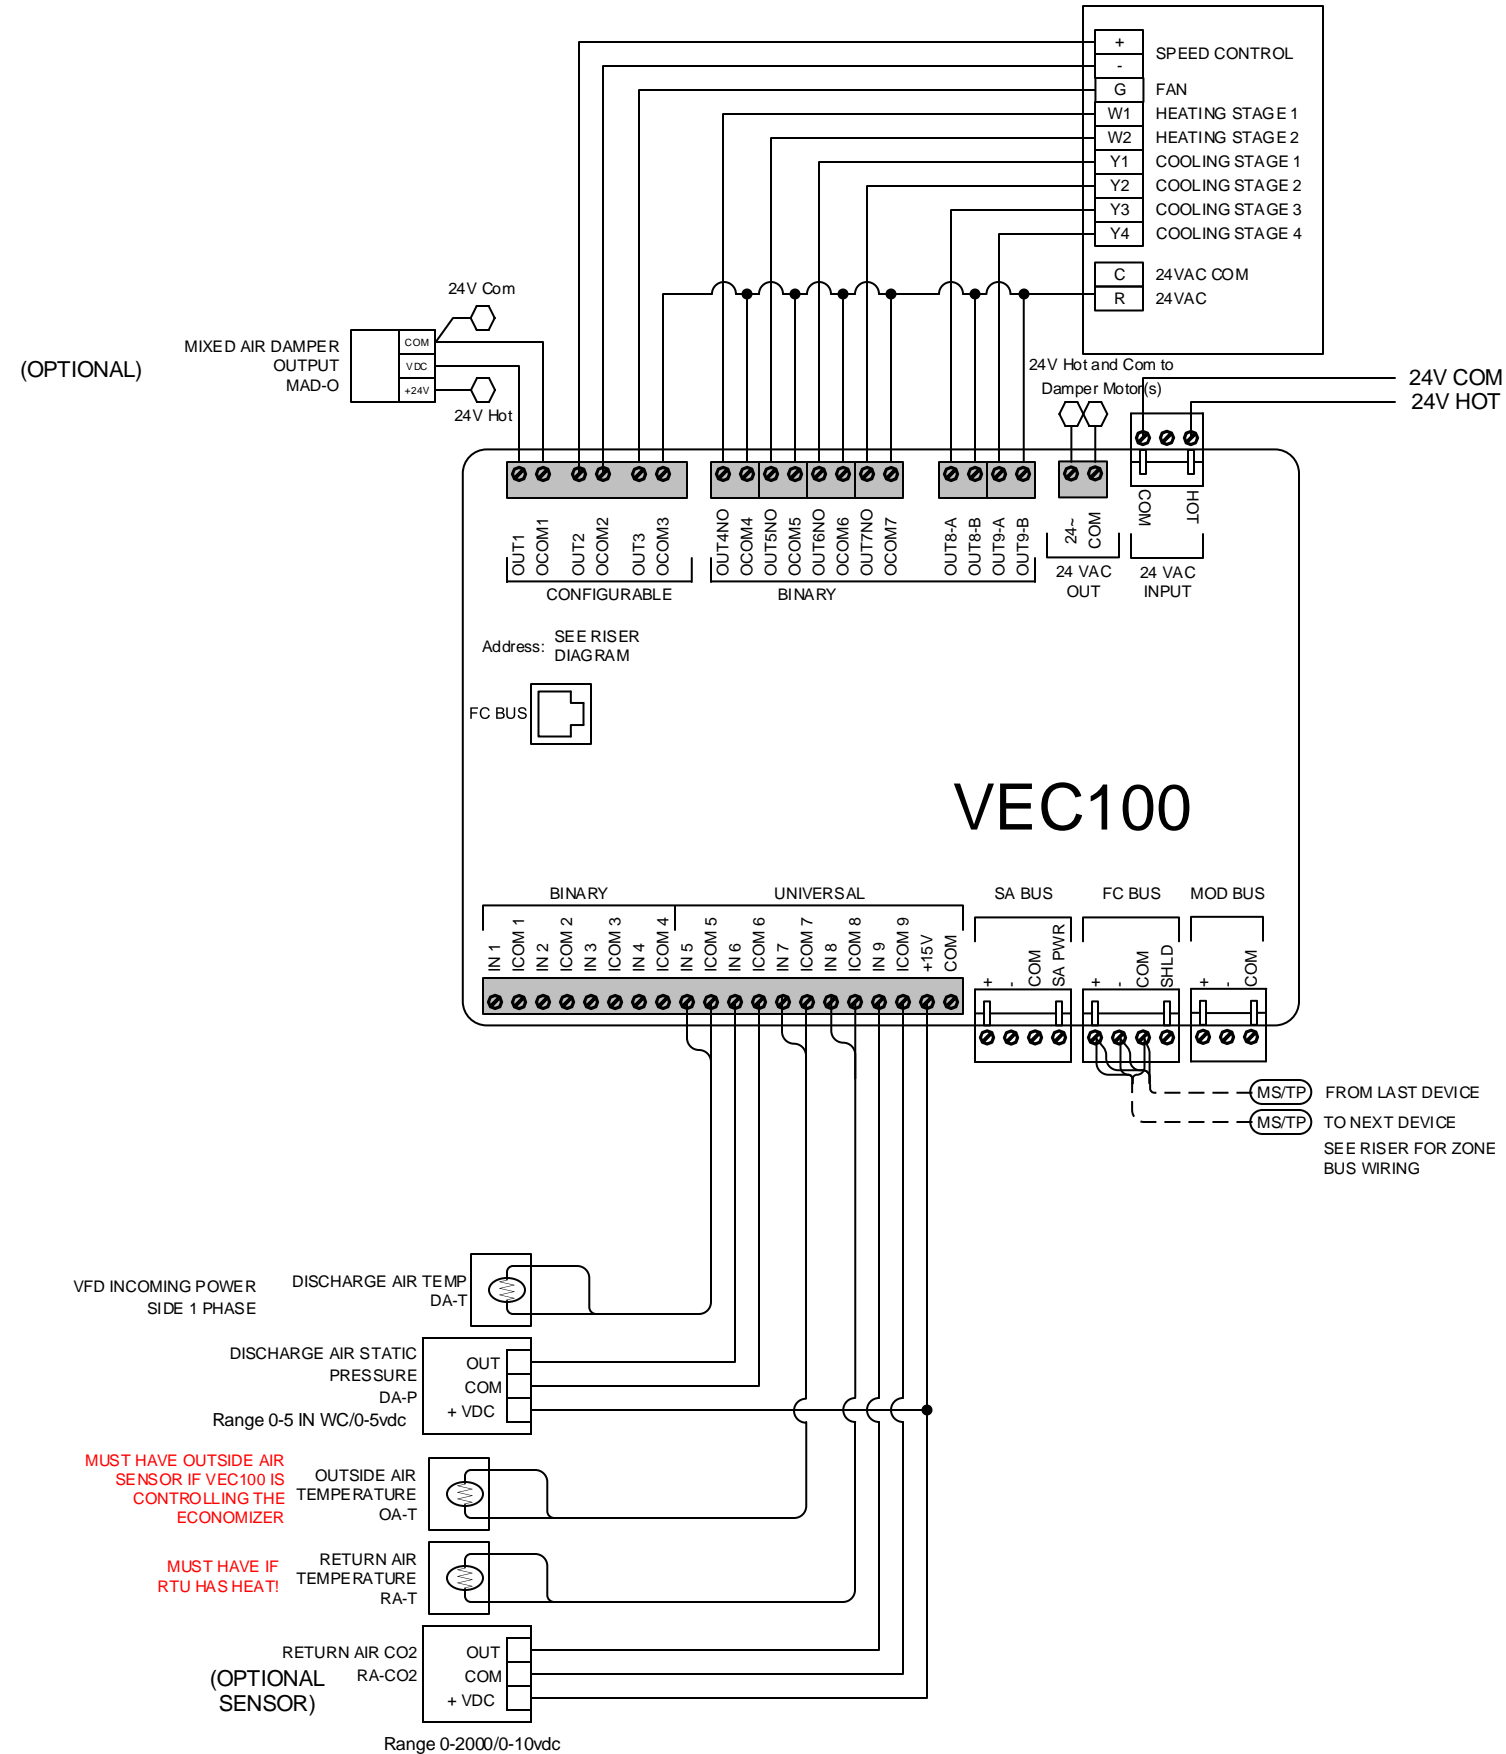 +
SPEED CONTROL
-
G FAN
W1 HEATING STAGE 1
W2 HEATING STAGE 2
Y1 COOLING STAGE 1
Y2 COOLING STAGE 2
Y3 COOLING STAGE 3
Y4 COOLING STAGE 4
C 24VAC COM
R 24VAC
24V Com
(OPTIONAL)
MIXED AIR DAMPER
OUTPUT
MAD-O
COM
VDC
+24V
24V Hot
24V Hot and Com to
Damper Motor(s)
24V COM
24V HOT
OUT1
OCOM1
OUT2
OCOM2
OUT3
OCOM3
CONFIGURABLE
OUT4NO
OCOM4
OUT5NO
OCOM5
OUT6NO
OCOM6
OUT7NO
OCOM7
OUT8-A
OUT8-B
OUT9-A
OUT9-B
BINARY
24~
COM
24 VAC
OUT
COM
HOT
24 VAC
INPUT
Address:
SEE RISER
DIAGRAM
FC BUS
VEC100
BINARY
UNIVERSAL
SA BUS
FC BUS
MOD BUS
IN 1
ICOM 1
IN 2
ICOM 2
IN 3
ICOM 3
IN 4
ICOM 4
IN 5
ICOM 5
IN 6
ICOM 6
IN 7
ICOM 7
IN 8
ICOM 8
IN 9
ICOM 9
+15V
COM
+
-
COM
SA PWR
+
-
COM
SHLD
+
-
COM
MS/TP FROM LAST DEVICE
MS/TP TO NEXT DEVICE
SEE RISER FOR ZONE
BUS WIRING
VFD INCOMING POWER
SIDE 1 PHASE
DISCHARGE AIR TEMP
DA-T
DISCHARGE AIR STATIC
PRESSURE
DA-P
Range 0-5 IN WC/0-5vdc
OUT
COM
+ VDC
MUST HAVE OUTSIDE AIR
SENSOR IF VEC100 IS
CONTROLLING THE
ECONOMIZER
OUTSIDE AIR
TEMPERATURE
OA-T
MUST HAVE IF
RTU HAS HEAT!
RETURN AIR
TEMPERATURE
RA-T
RETURN AIR CO2
RA-CO2
(OPTIONAL
SENSOR)
OUT
COM
+ VDC
Range 0-2000/0-10vdc